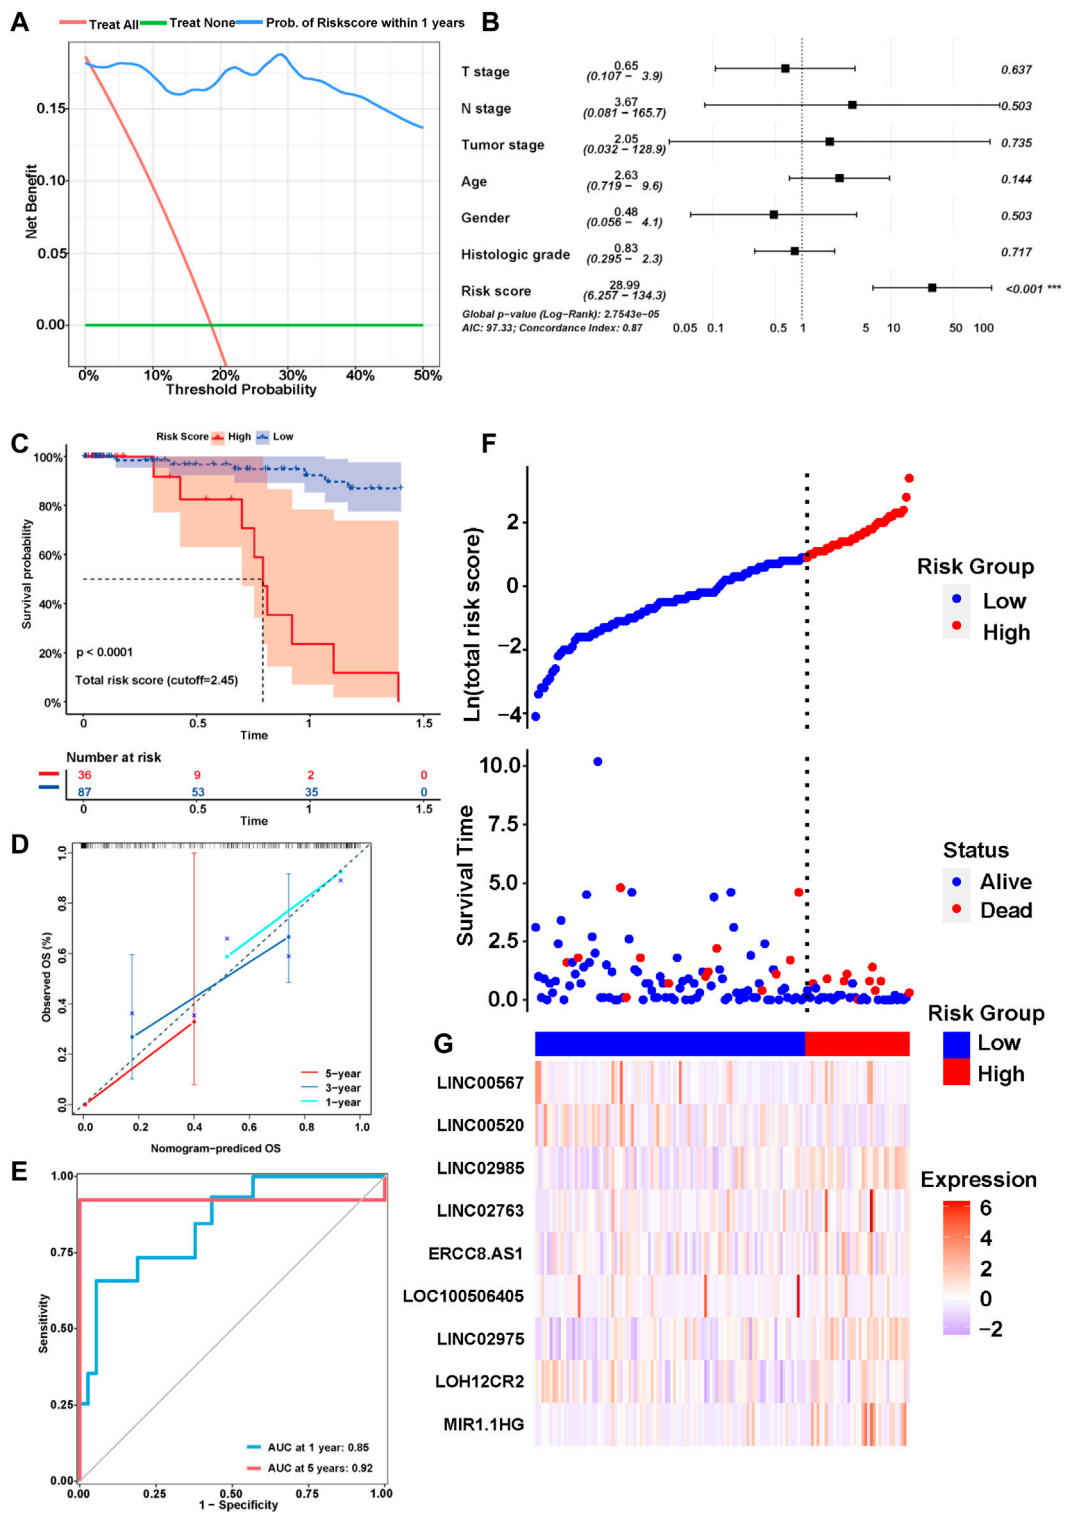 A
Treat All Treat None Prob. of Riskscore within 1 years
Net Benefit
0.15
0.10
0.05
0.00
0% 10% 20% 30% 40% 50%
Threshold Probability
B
T stage 0.65 (0.107 − 3.9) 0.637
N stage 3.67 (0.081 −165.7) 0.503
Tumor stage 2.05 (0.032 −128.9) 0.735
Age 2.63 (0.719 − 9.6) 0.144
Gender 0.48 (0.056 − 4.1) 0.503
Histologic grade 0.83 (0.295 − 2.3) 0.717
Risk score 28.99 (6.257 −134.3) <0.001 ***
Global p−value (Log−Rank): 2.7543e−05
AIC: 97.33; Concordance Index: 0.87
0.05 0.1 0.5 1 5 10 50 100
C
Risk Score High Low
Survival probability
100%
80%
60%
40%
20%
0%
p < 0.0001
Total risk score (cutoff=2.45)
0 0.5 1 1.5
Time
Number at risk
36 9 2 0
87 53 35 0
0 0.5 1 1.5
Time
D
Observed OS (%)
1.0
0.8
0.6
0.4
0.2
0.0
5−year
3−year
1−year
0.0 0.2 0.4 0.6 0.8 1.0
Nomogram−prediced OS
E
Sensitivity
1.00
0.75
0.50
0.25
0.00
AUC at 1 year: 0.85
AUC at 5 years: 0.92
0.00 0.25 0.50 0.75 1.00
1 − Specificity
F
Ln(total risk score)
2
0
−2
−4
Risk Group
Low
High
Survival Time
10.0
7.5
5.0
2.5
0.0
Status
Alive
Dead
G
Risk Group
Low
High
LINC00567
LINC00520
LINC02985
LINC02763
ERCC8.AS1
LOC100506405
LINC02975
LOH12CR2
MIR1.1HG
Expression
6
4
2
0
−2